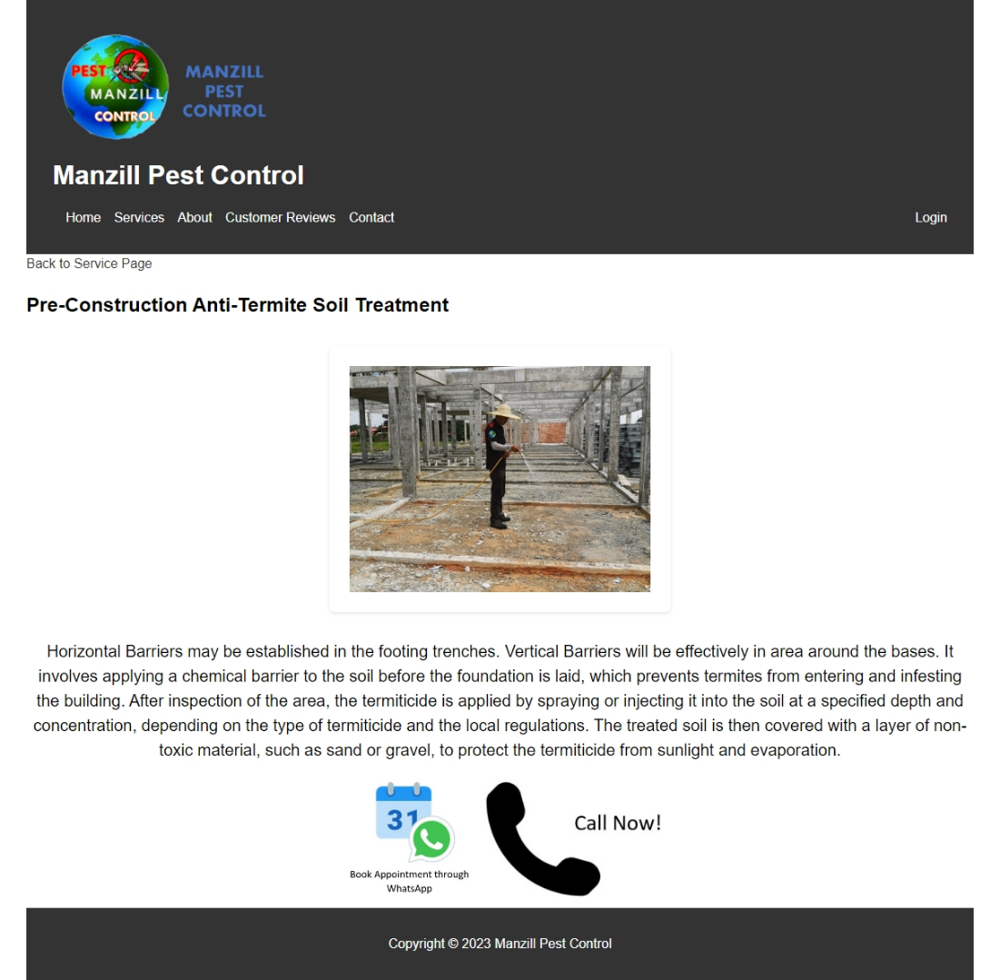 PEST
MANZILL
CONTROL
MANZILL
PEST
CONTROL
Manzill Pest Control
Home Services About Customer Reviews Contact Login
Back to Service Page
Pre-Construction Anti-Termite Soil Treatment
Horizontal Barriers may be established in the footing trenches. Vertical Barriers will be effectively in area around the bases. It
involves applying a chemical barrier to the soil before the foundation is laid, which prevents termites from entering and infesting
the building. After inspection of the area, the termiticide is applied by spraying or injecting it into the soil at a specified depth and
concentration, depending on the type of termiticide and the local regulations. The treated soil is then covered with a layer of non-
toxic material, such as sand or gravel, to protect the termiticide from sunlight and evaporation.
31
Book Appointment through
WhatsApp
Call Now!
Copyright © 2023 Manzill Pest Control